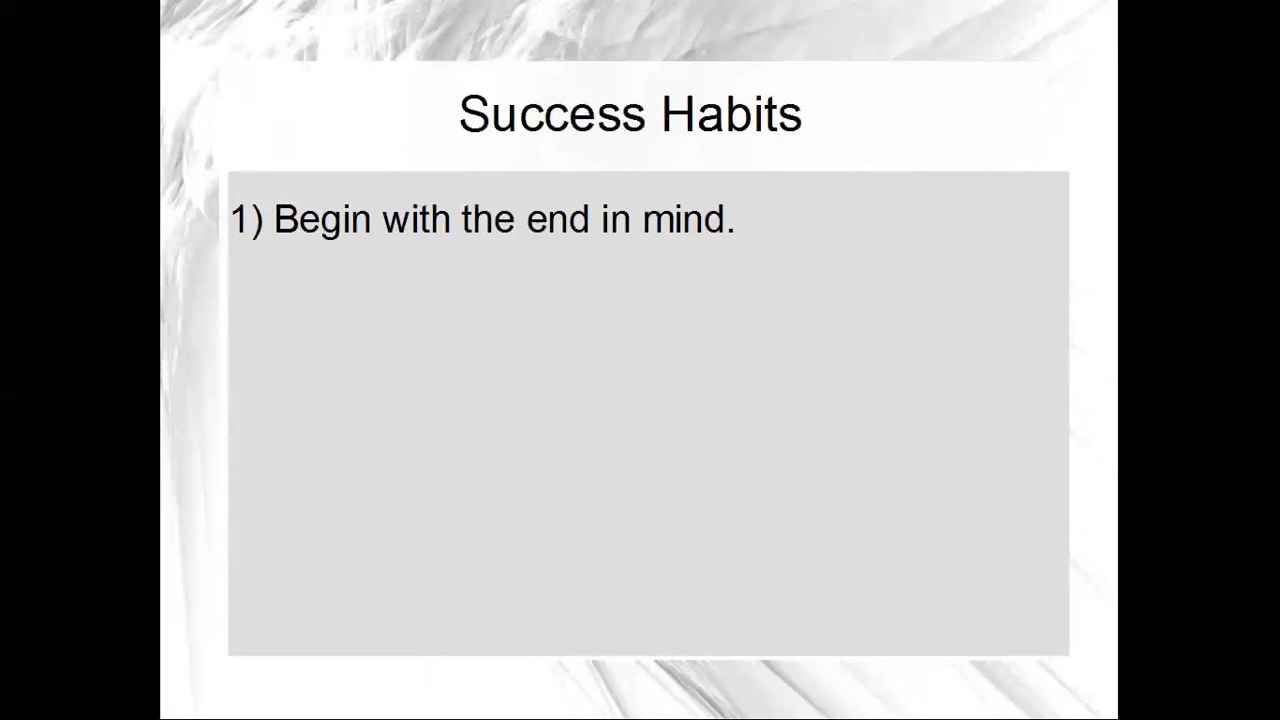 Success Habits
1) Begin with the end in mind.